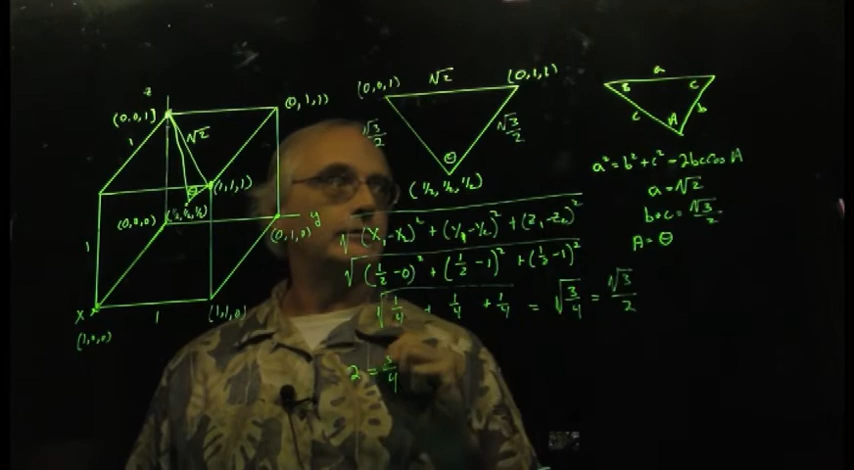 z
(0,0,1)
(0,1,1)
1
√2
θ
(1,1,1)
(0,0,0)
(1/2,1/2,1/2)
y
(0,1,0)
1
x
(1,0,0)
1
(1,1,0)
(0,0,1)
√2
(0,1,1)
√3/2
√3/2
θ
(1/2,1/2,1/2)
√(x₁-x₂)² + (y₁-y₂)² + (z₁-z₂)²
√(1/2-0)² + (1/2-1)² + (1/2-1)²
√1/4 + 1/4 + 1/4 = √3/4 = √3/2
2 = 3/4
a
B
C
c
b
A
a² = b² + c² - 2bc cos A
a = √2
b=c = √3/2
A = θ